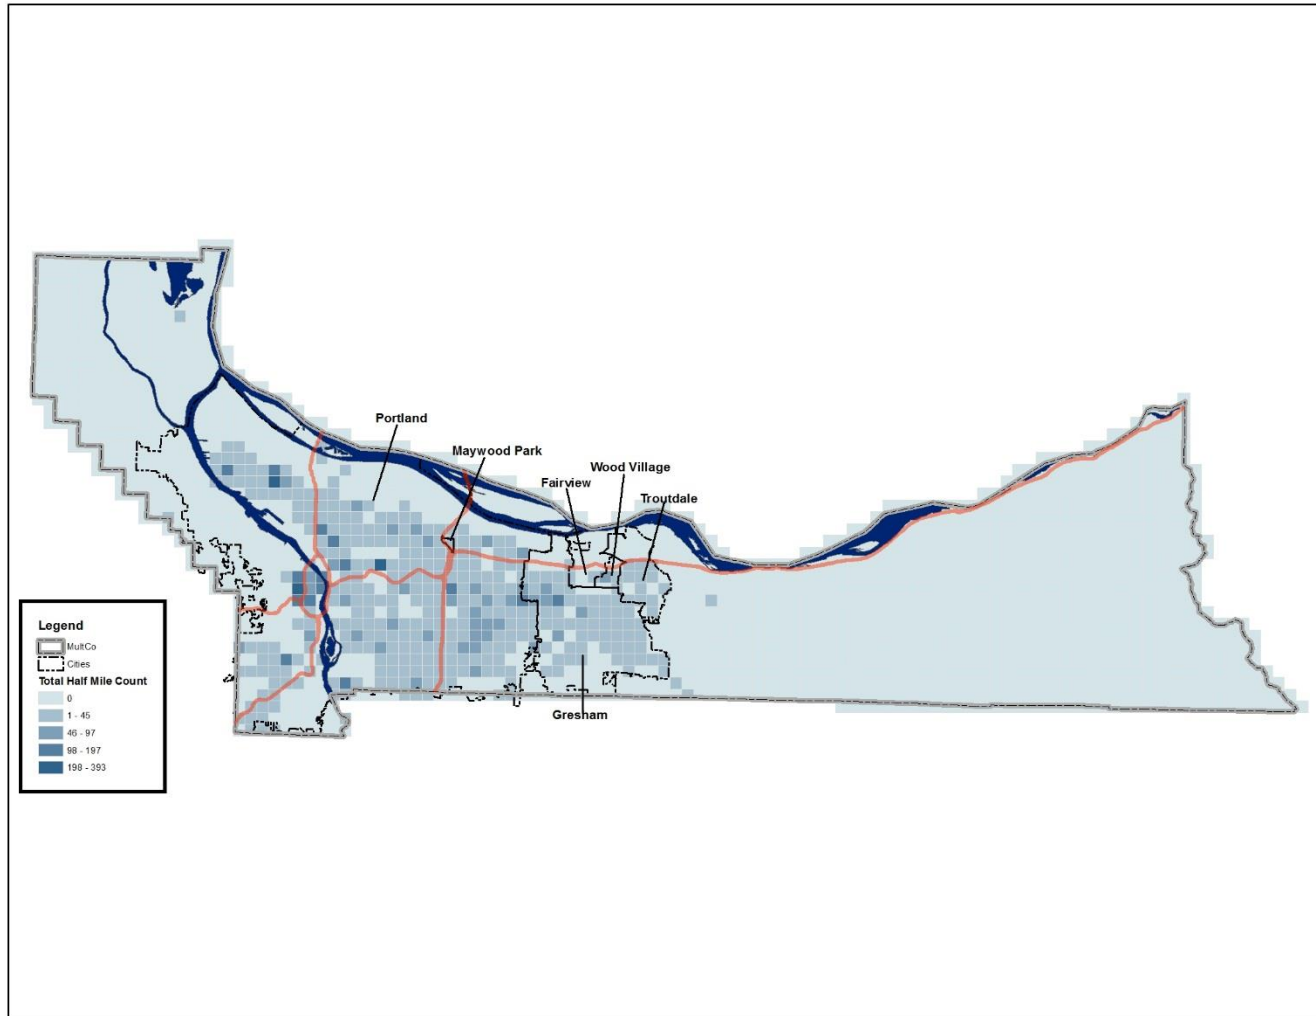 Portland
Maywood Park
Wood Village
Fairview
Troutdale
Gresham
Legend
MultCo
Cities
Total Half Mile Count
0
1 - 45
46 - 97
98 - 197
198 - 393